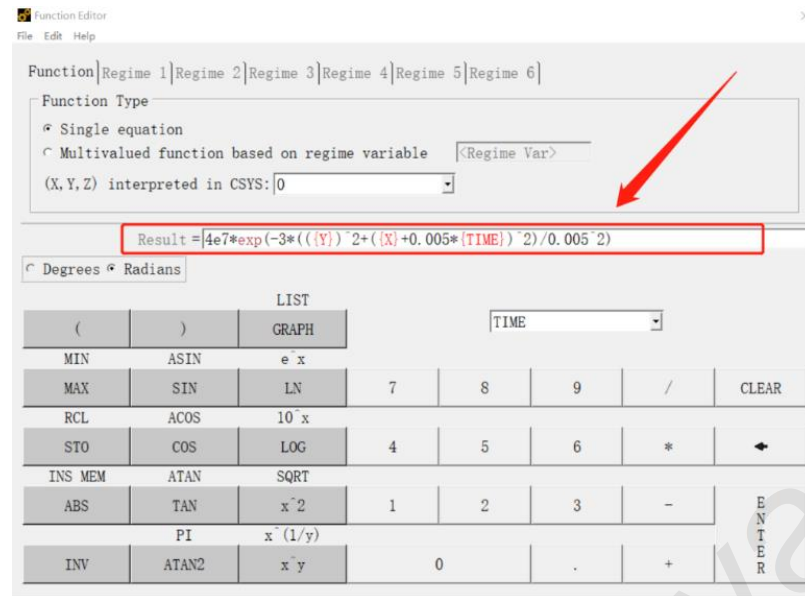 Function Editor
File Edit Help
Function Regime 1 Regime 2 Regime 3 Regime 4 Regime 5 Regime 6
Function Type
Single equation
Multivalued function based on regime variable <Regime Var>
(X,Y,Z) interpreted in CSYS: 0
Result = 4e7*exp(-3*(({Y})^2+({X}+0.005*{TIME})^2)/0.005^2)
Degrees Radians
LIST
( ) GRAPH TIME
MIN ASIN e^x
MAX SIN LN 7 8 9 / CLEAR
RCL ACOS 10^x
STO COS LOG 4 5 6 *
INS MEM ATAN SQRT
ABS TAN x^2 1 2 3 - ENTER
PI x^(1/y)
INV ATAN2 x^y 0 . +